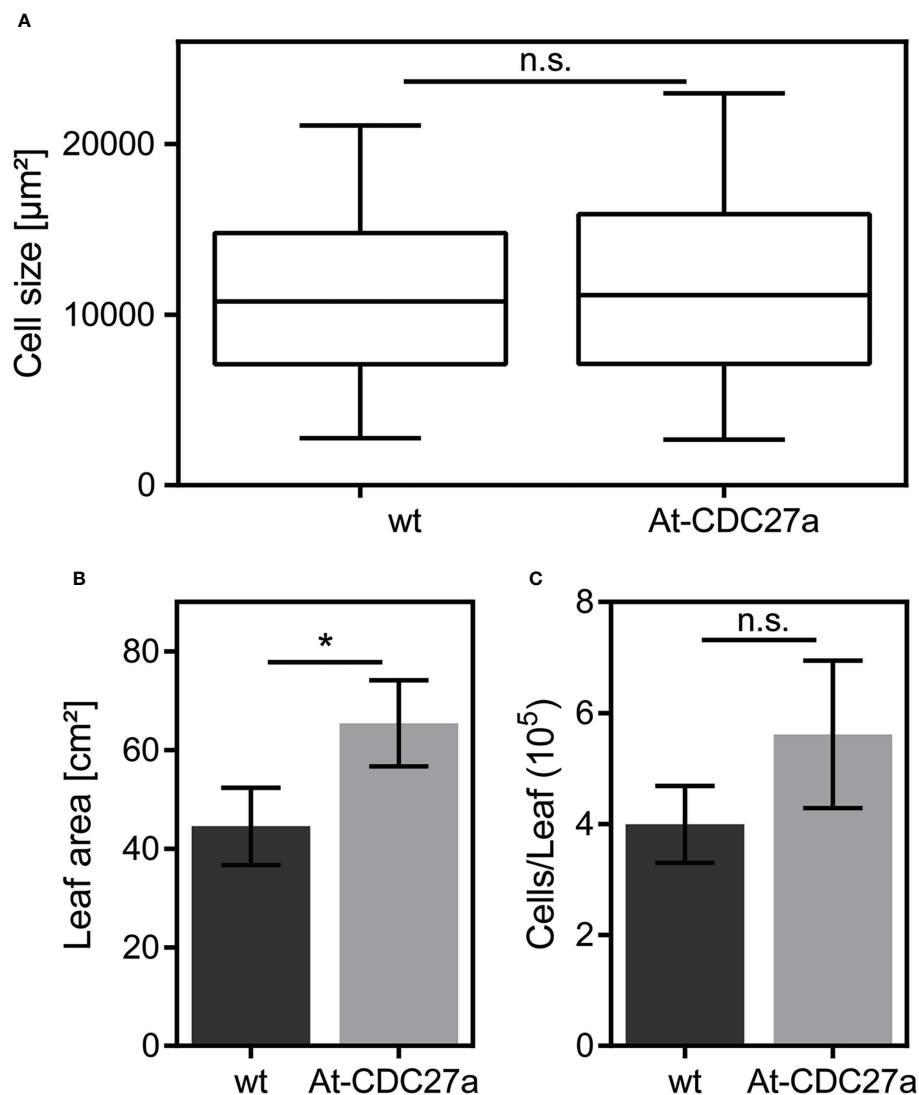 A
n.s.
Cell size [µm²]
20000
10000
0
wt At-CDC27a
B
*
Leaf area [cm²]
80
60
40
20
0
wt At-CDC27a
C
n.s.
Cells/Leaf (10⁵)
8
6
4
2
0
wt At-CDC27a